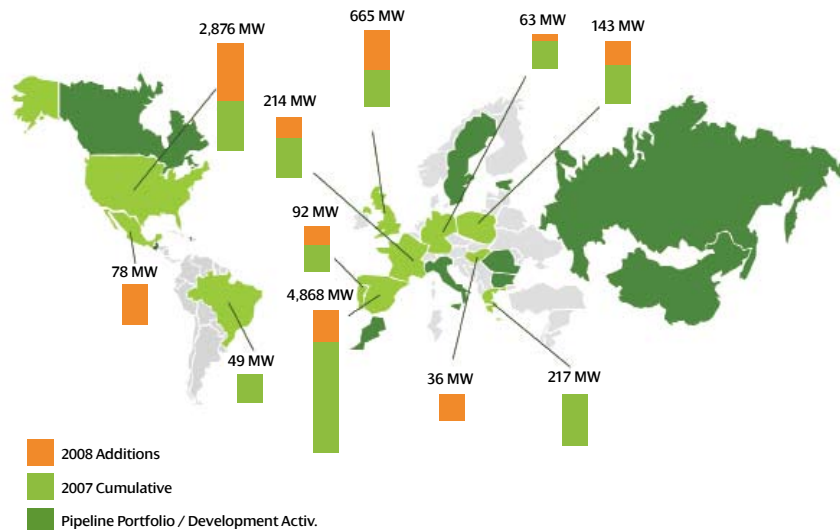 2,876 MW
665 MW
63 MW
143 MW
214 MW
92 MW
78 MW
4,868 MW
49 MW
36 MW
217 MW
2008 Additions
2007 Cumulative
Pipeline Portfolio / Development Activ.